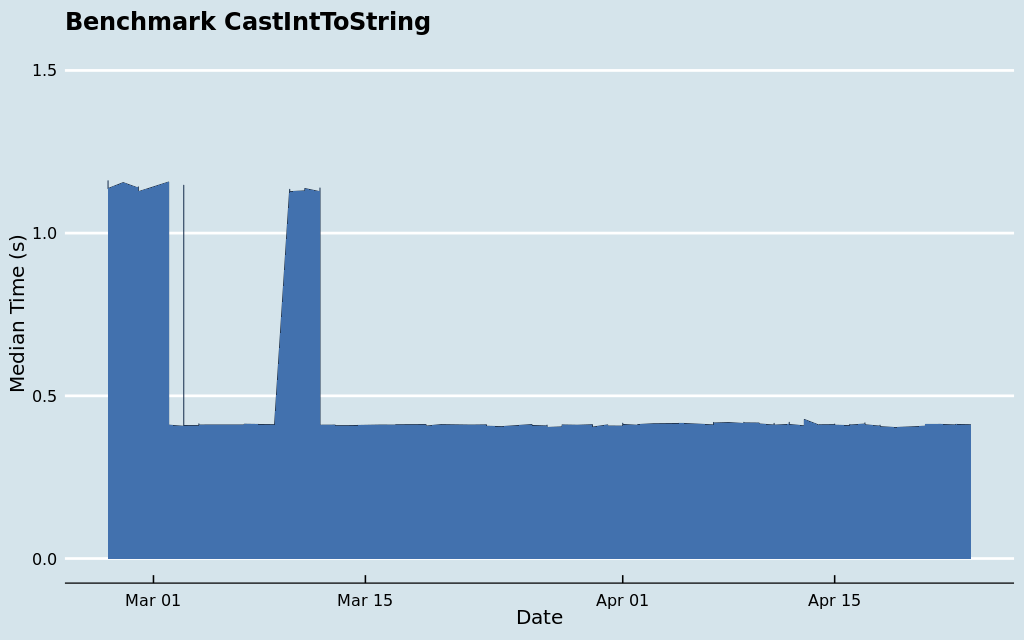 Benchmark CastIntToString
Median Time (s)
1.5
1.0
0.5
0.0
Mar 01
Mar 15
Apr 01
Apr 15
Date